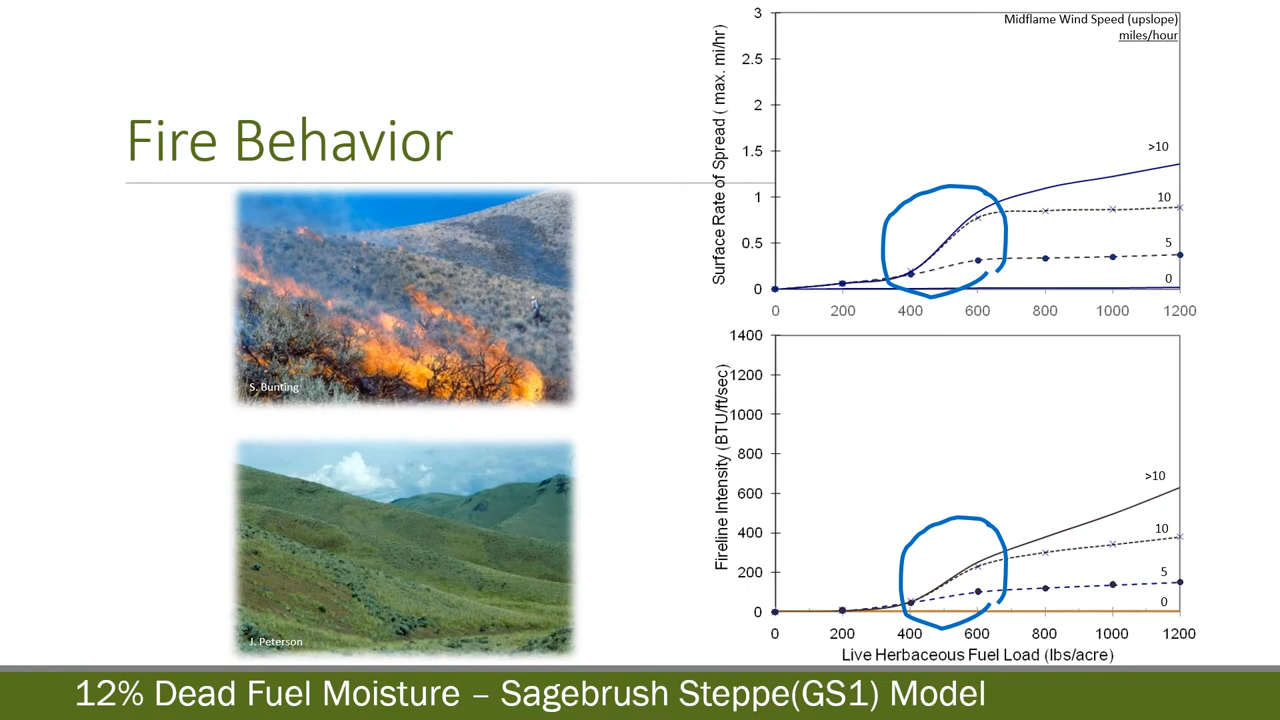 Fire Behavior
S. Bunting
J. Peterson
Midflame Wind Speed (upslope)
miles/hour
Surface Rate of Spread ( max. mi/hr)
3
2.5
2
1.5
1
0.5
0
>10
10
5
0
0 200 400 600 800 1000 1200
Fireline Intensity (BTU/ft/sec)
1400
1200
1000
800
600
400
200
0
>10
10
5
0
0 200 400 600 800 1000 1200
Live Herbaceous Fuel Load (lbs/acre)
12% Dead Fuel Moisture – Sagebrush Steppe(GS1) Model